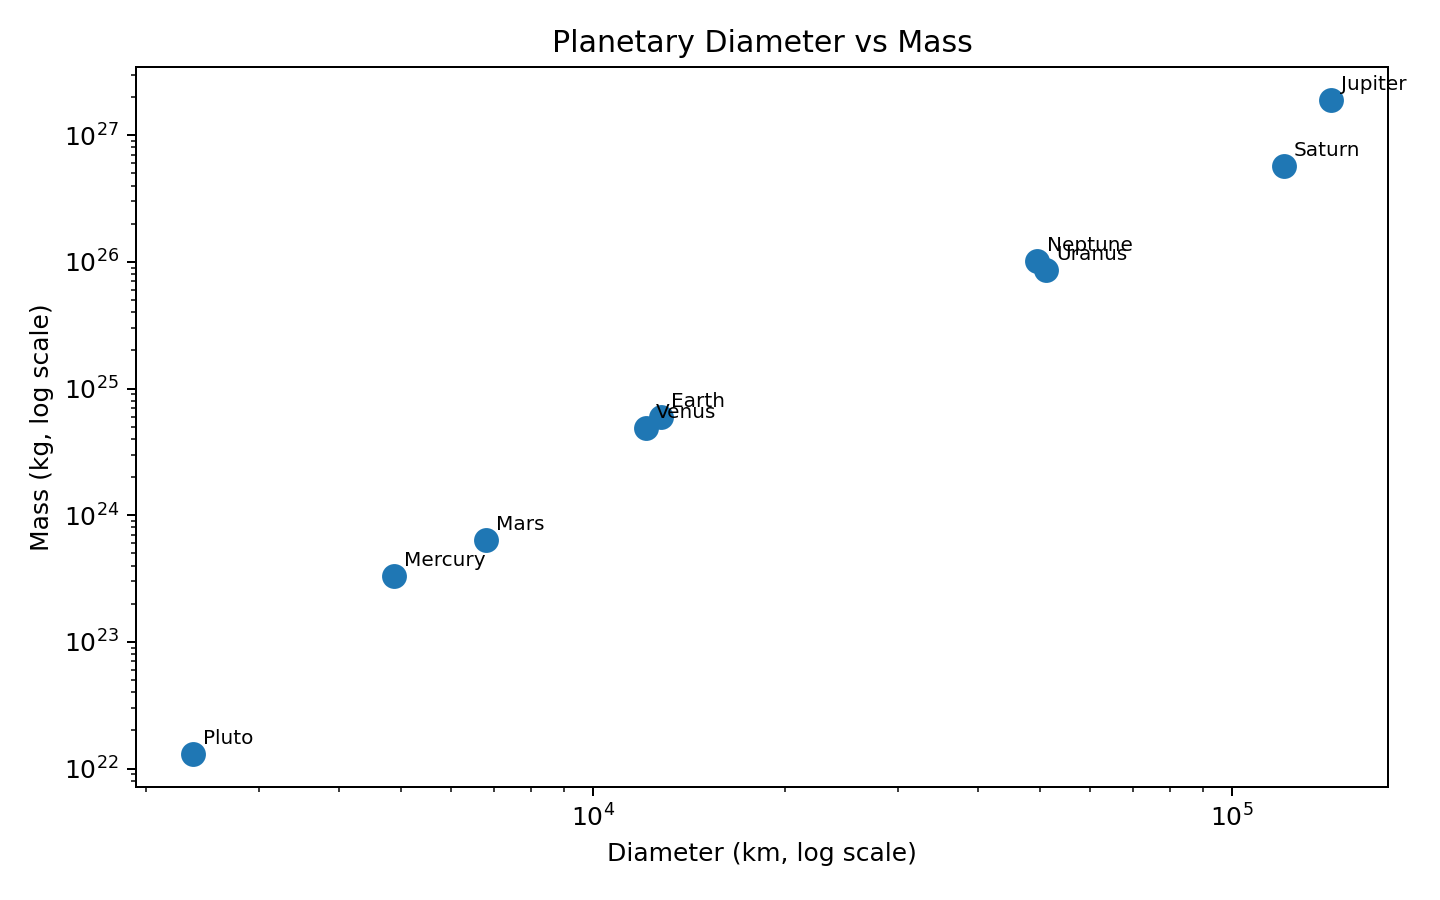 Planetary Diameter vs Mass
Jupiter
Saturn
Neptune
Uranus
Earth
Venus
Mars
Mercury
Pluto
10^27
10^26
10^25
10^24
10^23
10^22
Mass (kg, log scale)
10^4 10^5
Diameter (km, log scale)